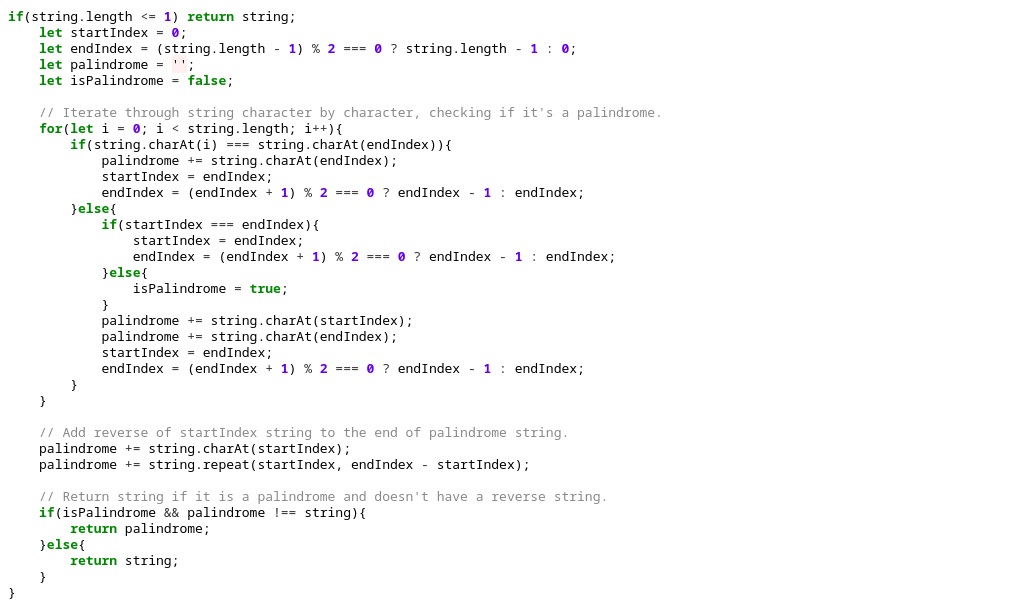 if(string.length <= 1) return string;
    let startIndex = 0;
    let endIndex = (string.length - 1) % 2 === 0 ? string.length - 1 : 0;
    let palindrome = '';
    let isPalindrome = false;

    // Iterate through string character by character, checking if it's a palindrome.
    for(let i = 0; i < string.length; i++){
        if(string.charAt(i) === string.charAt(endIndex)){
            palindrome += string.charAt(endIndex);
            startIndex = endIndex;
            endIndex = (endIndex + 1) % 2 === 0 ? endIndex - 1 : endIndex;
        }else{
            if(startIndex === endIndex){
                startIndex = endIndex;
                endIndex = (endIndex + 1) % 2 === 0 ? endIndex - 1 : endIndex;
            }else{
                isPalindrome = true;
            }
            palindrome += string.charAt(startIndex);
            palindrome += string.charAt(endIndex);
            startIndex = endIndex;
            endIndex = (endIndex + 1) % 2 === 0 ? endIndex - 1 : endIndex;
        }
    }

    // Add reverse of startIndex string to the end of palindrome string.
    palindrome += string.charAt(startIndex);
    palindrome += string.repeat(startIndex, endIndex - startIndex);

    // Return string if it is a palindrome and doesn't have a reverse string.
    if(isPalindrome && palindrome !== string){
        return palindrome;
    }else{
        return string;
    }
}